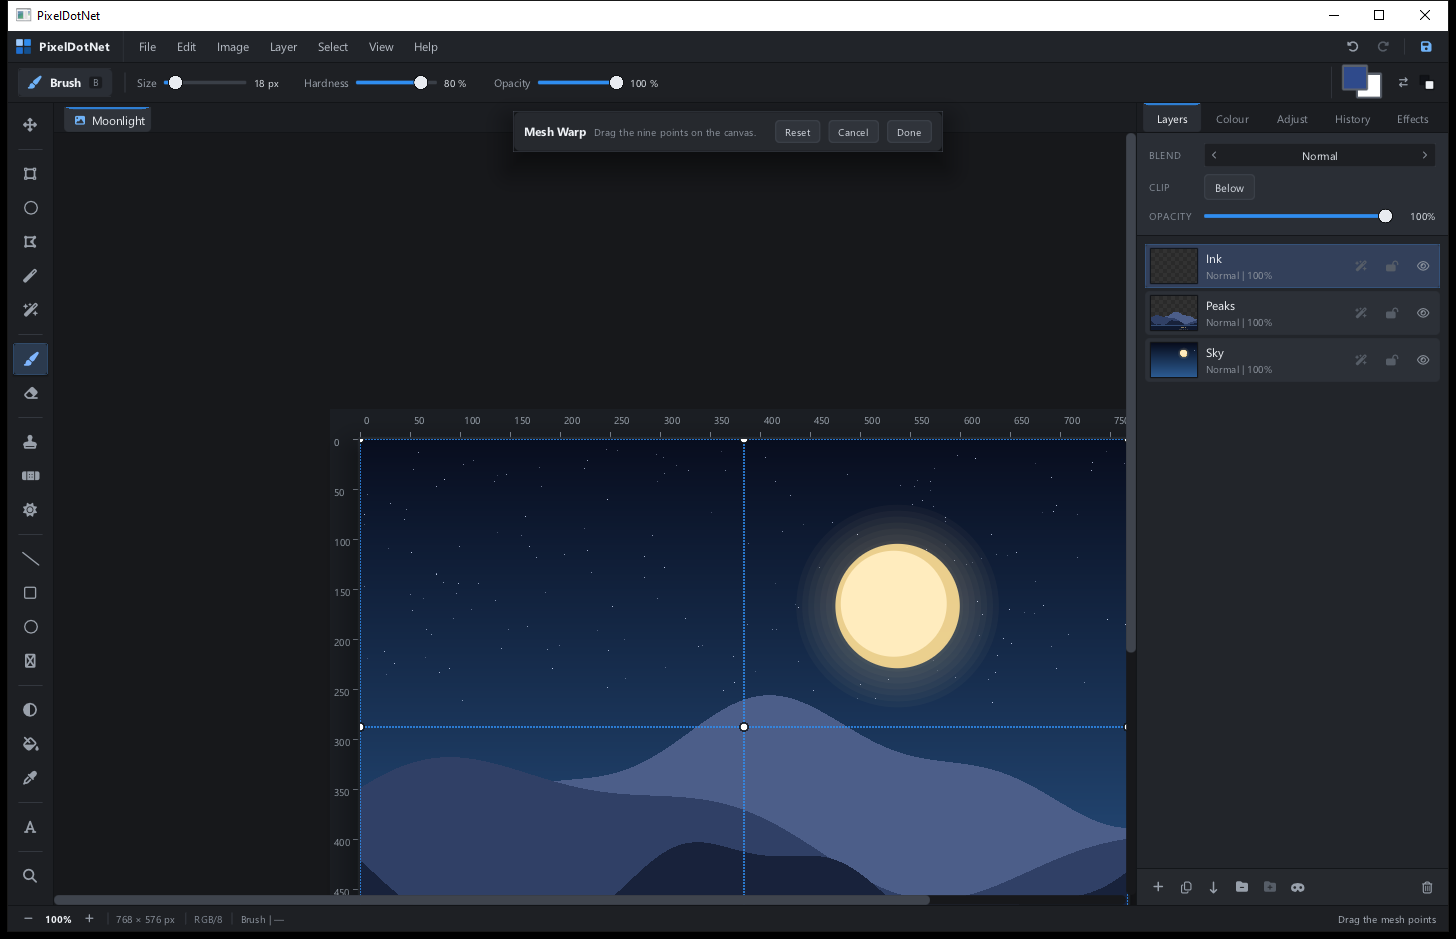 PixelDotNet
PixelDotNet File Edit Image Layer Select View Help
Brush B Size 18 px Hardness 80 % Opacity 100 %
Moonlight
Mesh Warp Drag the nine points on the canvas. Reset Cancel Done
Layers Colour Adjust History Effects
BLEND Normal
CLIP Below
OPACITY 100%
Ink
Normal | 100%
Peaks
Normal | 100%
Sky
Normal | 100%
0 50 100 150 200 250 300 350 400 450 500 550 600 650 700 750
0
50
100
150
200
250
300
350
400
450
A
100% 768 × 576 px RGB/8 Brush | — Drag the mesh points